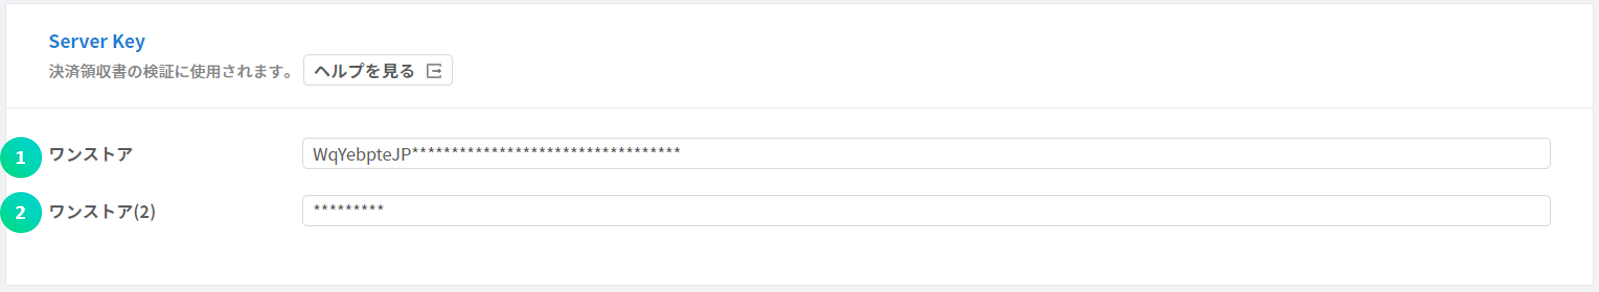 Server Key
決済領収書の検証に使用されます。 ヘルプを見る
1 ワンストア WqYebpteJP**********************************
2 ワンストア(2) *********